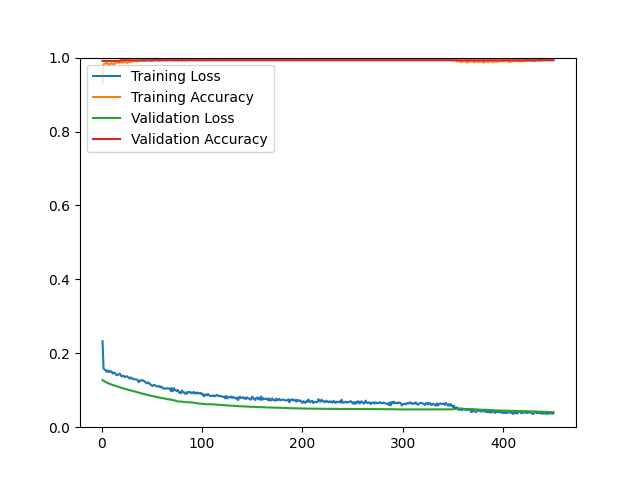 1.0
0.8
0.6
0.4
0.2
0.0
Training Loss
Training Accuracy
Validation Loss
Validation Accuracy
0 100 200 300 400